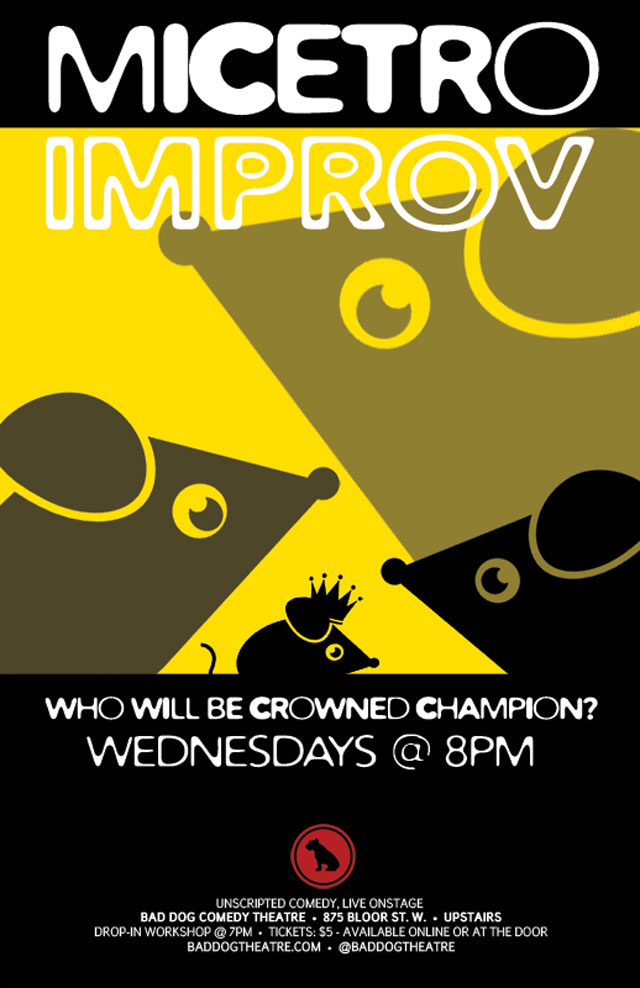 MICETRO
IMPROV
WHO WILL BE CROWNED CHAMPION?
WEDNESDAYS @ 8PM
UNSCRIPTED COMEDY, LIVE ONSTAGE
BAD DOG COMEDY THEATRE • 875 BLOOR ST. W. • UPSTAIRS
DROP-IN WORKSHOP @ 7PM • TICKETS: $5 - AVAILABLE ONLINE OR AT THE DOOR
BADDOGTHEATRE.COM • @BADDOGTHEATRE